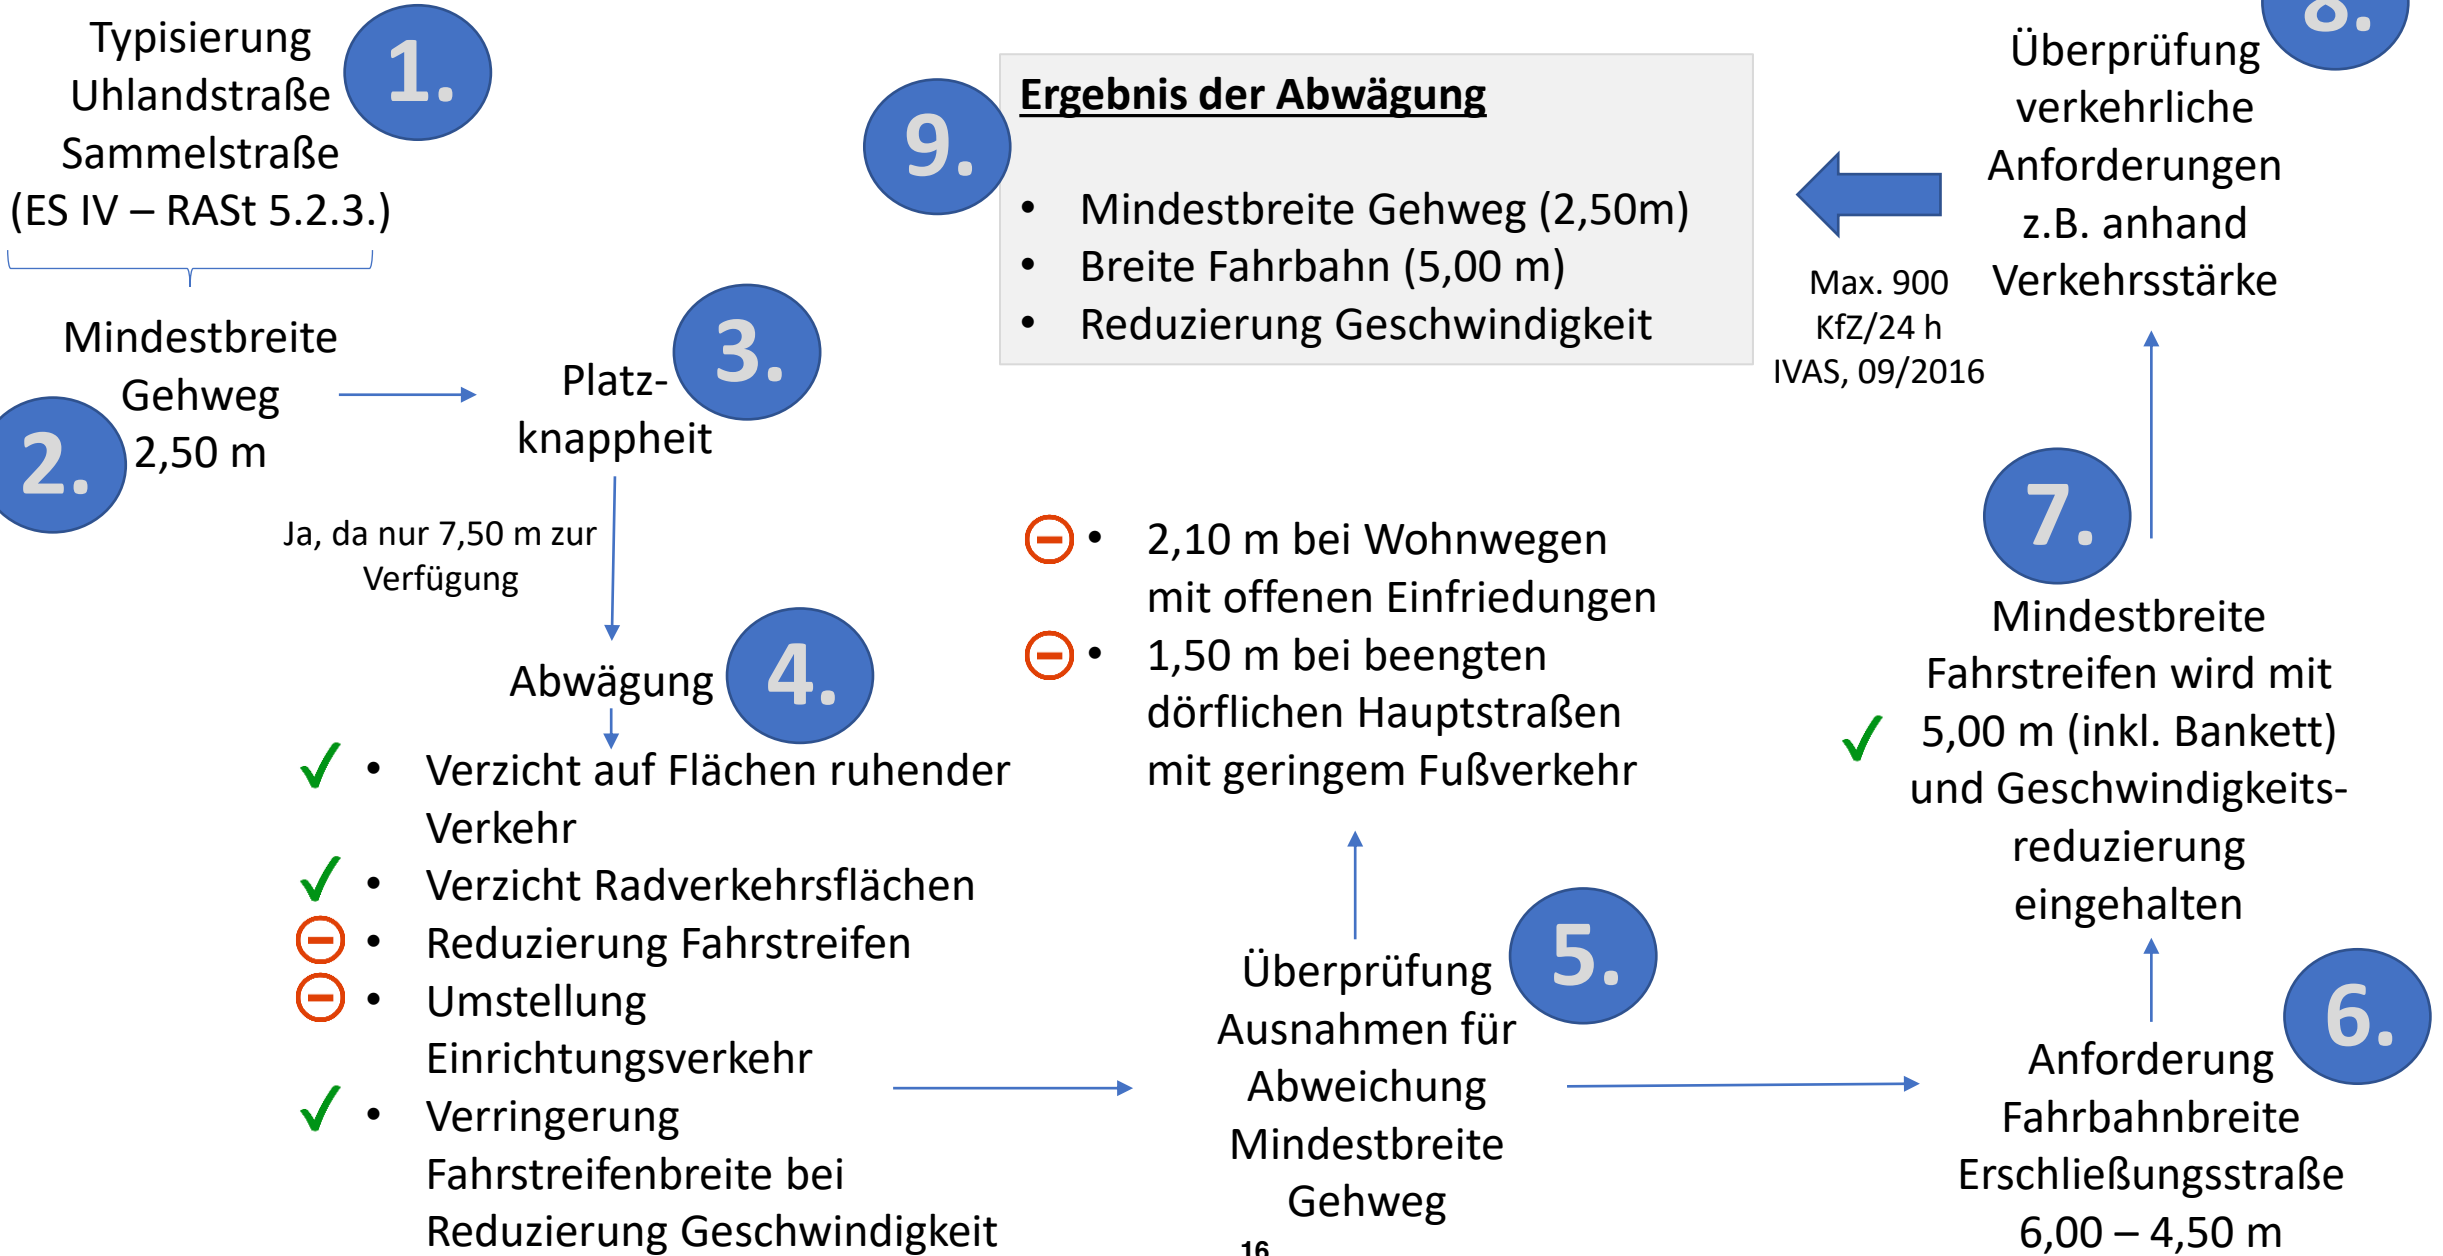 Typisierung
Uhlandstraße
Sammelstraße
(ES IV – RASt 5.2.3.)
1.
Mindestbreite
Gehweg
2,50 m
2.
Platz-
knappheit
3.
Ja, da nur 7,50 m zur
Verfügung
Abwägung
4.
• Verzicht auf Flächen ruhender
Verkehr
• Verzicht Radverkehrsflächen
• Reduzierung Fahrstreifen
• Umstellung
Einrichtungsverkehr
• Verringerung
Fahrstreifenbreite bei
Reduzierung Geschwindigkeit
Überprüfung
Ausnahmen für
Abweichung
Mindestbreite
Gehweg
5.
• 2,10 m bei Wohnwegen
mit offenen Einfriedungen
• 1,50 m bei beengten
dörflichen Hauptstraßen
mit geringem Fußverkehr
Anforderung
Fahrbahnbreite
Erschließungsstraße
6,00 – 4,50 m
6.
7.
Mindestbreite
Fahrstreifen wird mit
5,00 m (inkl. Bankett)
und Geschwindigkeits-
reduzierung
eingehalten
8.
Überprüfung
verkehrliche
Anforderungen
z.B. anhand
Verkehrsstärke
Max. 900
KfZ/24 h
IVAS, 09/2016
9.
Ergebnis der Abwägung
• Mindestbreite Gehweg (2,50m)
• Breite Fahrbahn (5,00 m)
• Reduzierung Geschwindigkeit
16